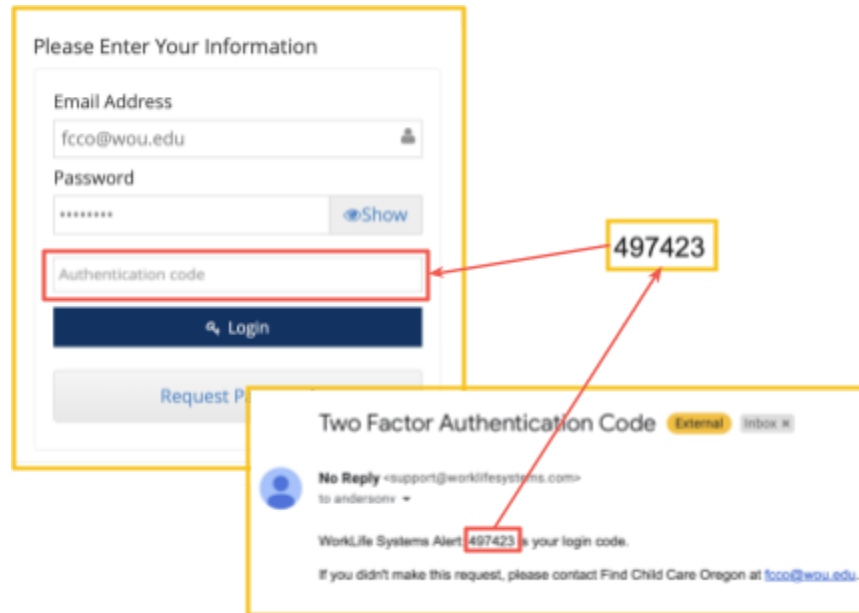 Please Enter Your Information
Email Address
fcco@wou.edu
Password
••••••••
Show
Authentication code
Login
Request
497423
Two Factor Authentication Code External Inbox ×
No Reply <support@worklifesystems.com>
to andersonv
WorkLife Systems Alert: 497423 is your login code.
If you didn't make this request, please contact Find Child Care Oregon at fcco@wou.edu.